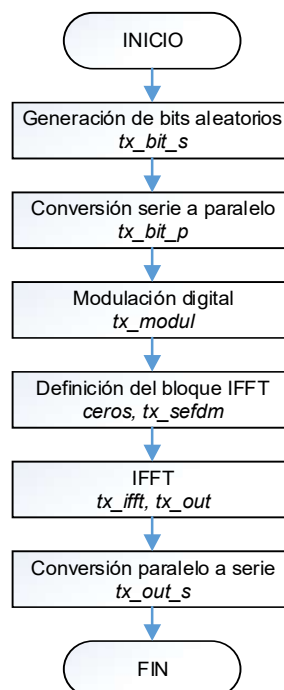 INICIO
Generación de bits aleatorios
tx_bit_s
Conversión serie a paralelo
tx_bit_p
Modulación digital
tx_modul
Definición del bloque IFFT
ceros, tx_sefdm
IFFT
tx_ifft, tx_out
Conversión paralelo a serie
tx_out_s
FIN